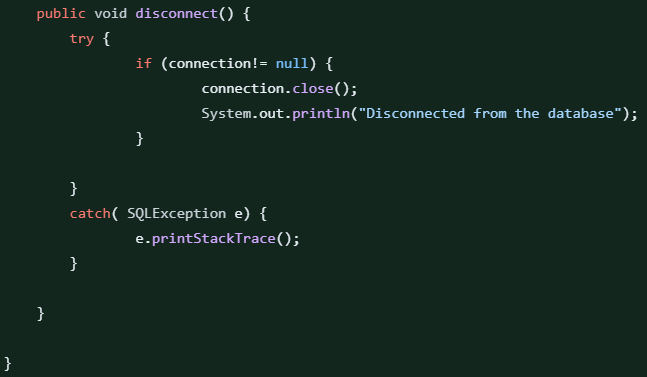 public void disconnect() {
try {
if (connection!= null) {
connection.close();
System.out.println("Disconnected from the database");
}
}
catch( SQLException e) {
e.printStackTrace();
}
}
}